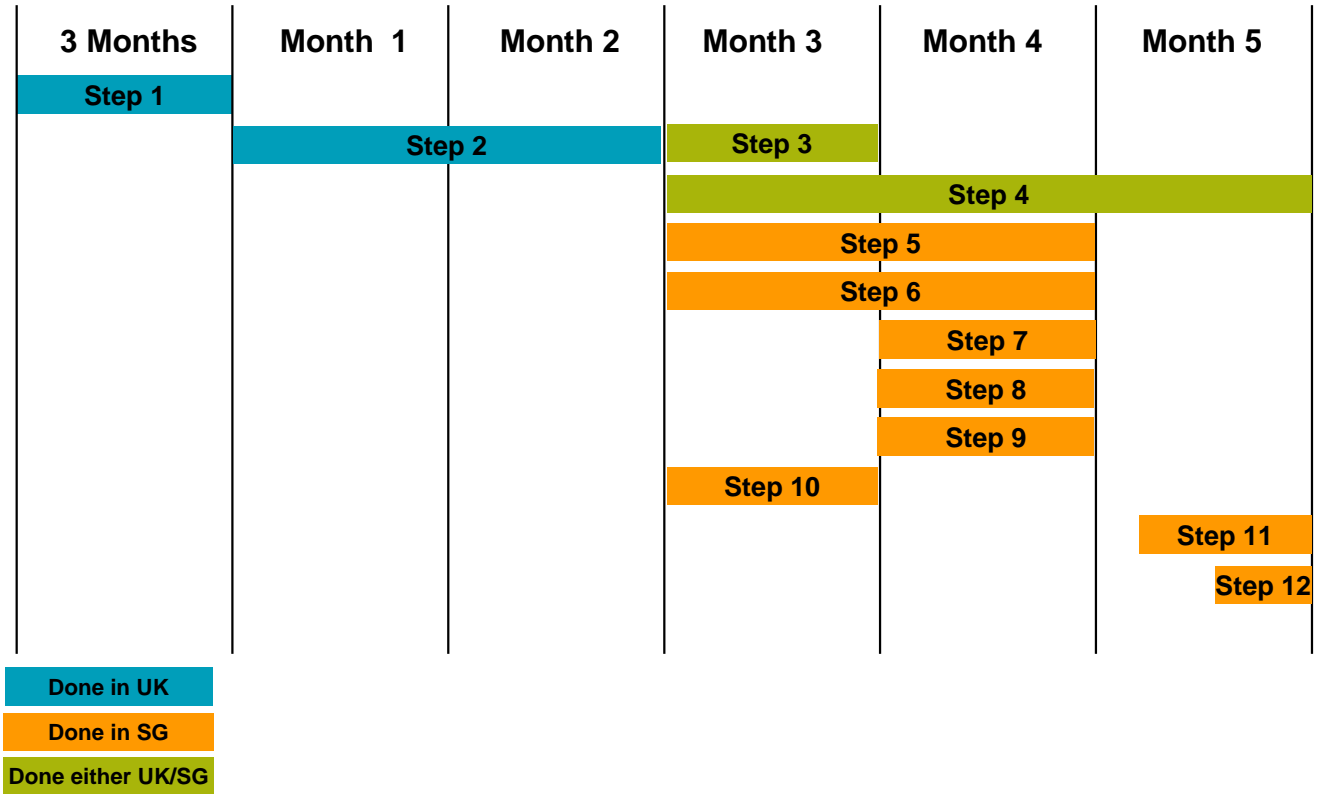 3 Months Month 1 Month 2 Month 3 Month 4 Month 5
Step 1
Step 2 Step 3
Step 4
Step 5
Step 6
Step 7
Step 8
Step 9
Step 10
Step 11
Step 12
Done in UK
Done in SG
Done either UK/SG